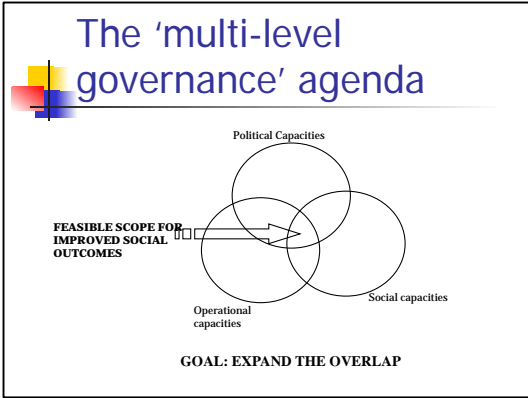 The ‘multi-level
governance’ agenda
Political Capacities
FEASIBLE SCOPE FOR
IMPROVED SOCIAL
OUTCOMES
Social capacities
Operational
capacities
GOAL: EXPAND THE OVERLAP